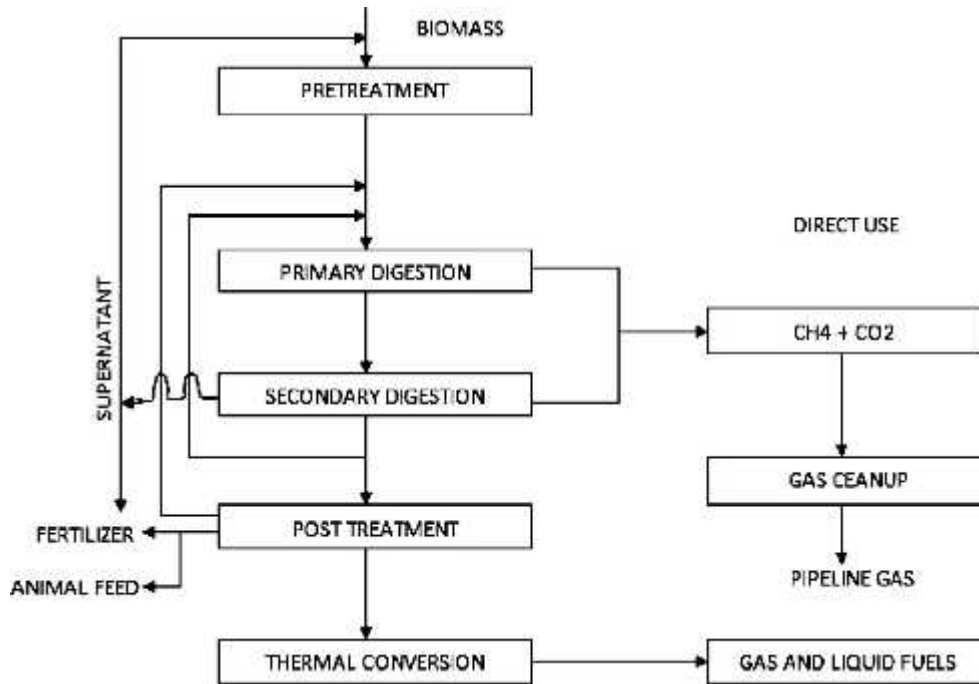 BIOMASS
PRETREATMENT
DIRECT USE
PRIMARY DIGESTION
SUPERNATANT
CH4 + CO2
SECONDARY DIGESTION
GAS CEANUP
POST TREATMENT
FERTILIZER
PIPELINE GAS
ANIMAL FEED
THERMAL CONVERSION
GAS AND LIQUID FUELS